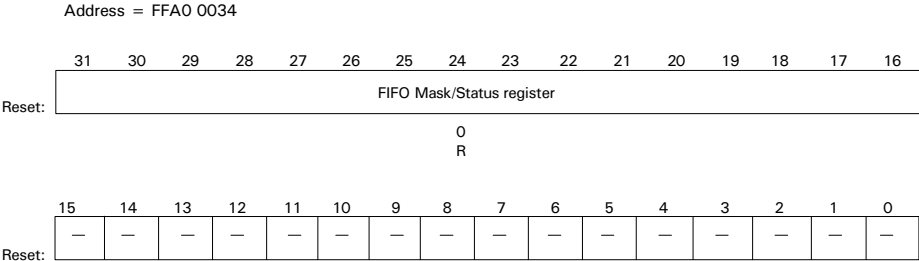 Address = FFA0 0034
31 30 29 28 27 26 25 24 23 22 21 20 19 18 17 16
FIFO Mask/Status register
Reset:
0
R
15 14 13 12 11 10 9 8 7 6 5 4 3 2 1 0
— — — — — — — — — — — — — — — —
Reset: